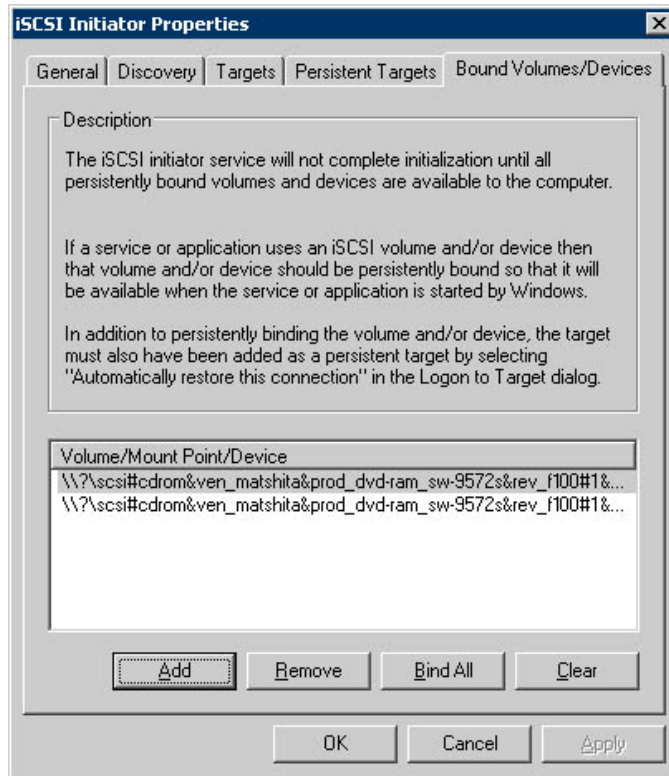 iSCSI Initiator Properties
General Discovery Targets Persistent Targets Bound Volumes/Devices
Description
The iSCSI initiator service will not complete initialization until all
persistently bound volumes and devices are available to the computer.
If a service or application uses an iSCSI volume and/or device then
that volume and/or device should be persistently bound so that it will
be available when the service or application is started by Windows.
In addition to persistently binding the volume and/or device, the target
must also have been added as a persistent target by selecting
"Automatically restore this connection" in the Logon to Target dialog.
Volume/Mount Point/Device
\\?\scsi#cdrom&ven_matshita&prod_dvd-ram_sw-9572s&rev_f100#1&...
\\?\scsi#cdrom&ven_matshita&prod_dvd-ram_sw-9572s&rev_f100#1&...
Add Remove Bind All Clear
OK Cancel Apply